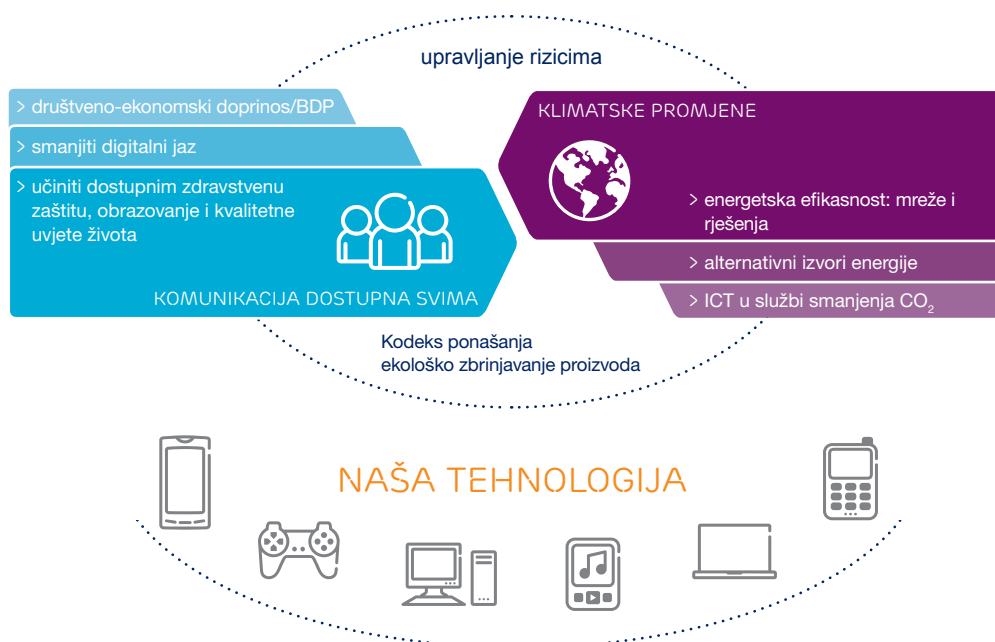 upravljanje rizicima
> društveno-ekonomski doprinos/BDP
> smanjiti digitalni jaz
> učiniti dostupnim zdravstvenu
zaštitu, obrazovanje i kvalitetne
uvjete života
KOMUNIKACIJA DOSTUPNA SVIMA
KLIMATSKE PROMJENE
> energetska efikasnost: mreže i
rješenja
> alternativni izvori energije
> ICT u službi smanjenja CO₂
Kodeks ponašanja
ekološko zbrinjavanje proizvoda
NAŠA TEHNOLOGIJA